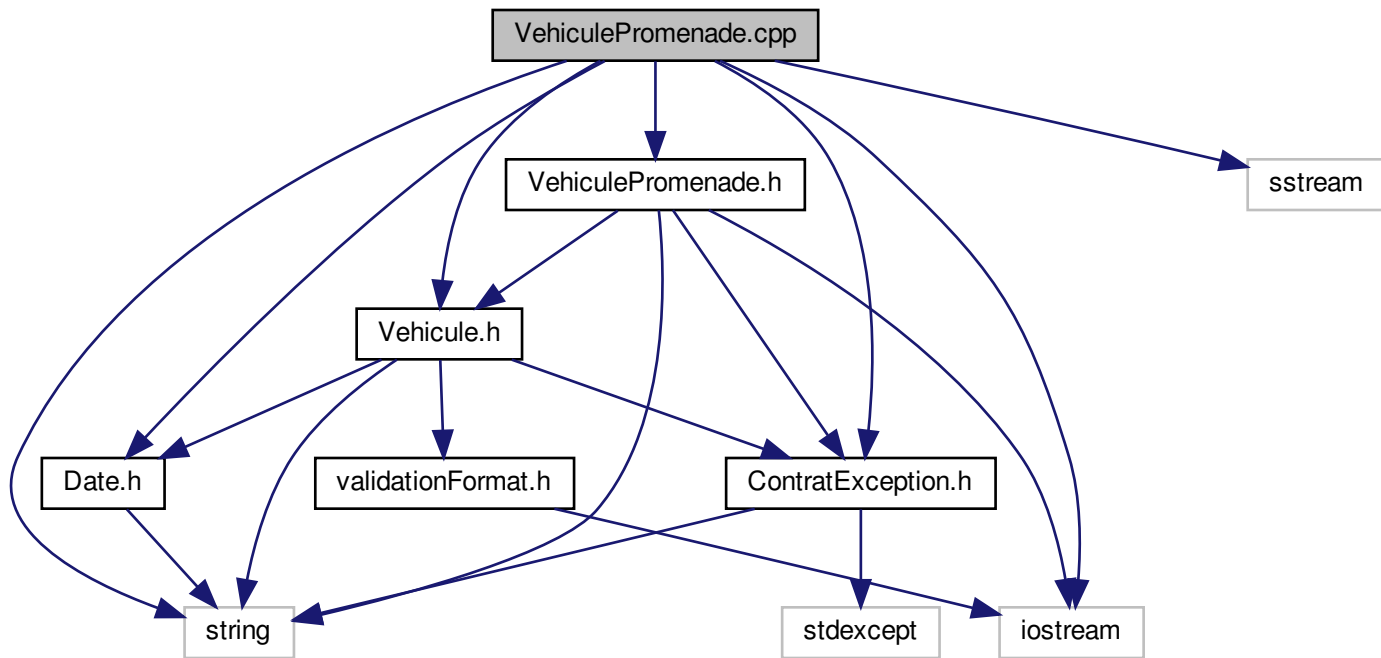 VehiculePromenade.cpp
VehiculePromenade.h
sstream
Vehicule.h
Date.h
validationFormat.h
ContratException.h
string
stdexcept
iostream